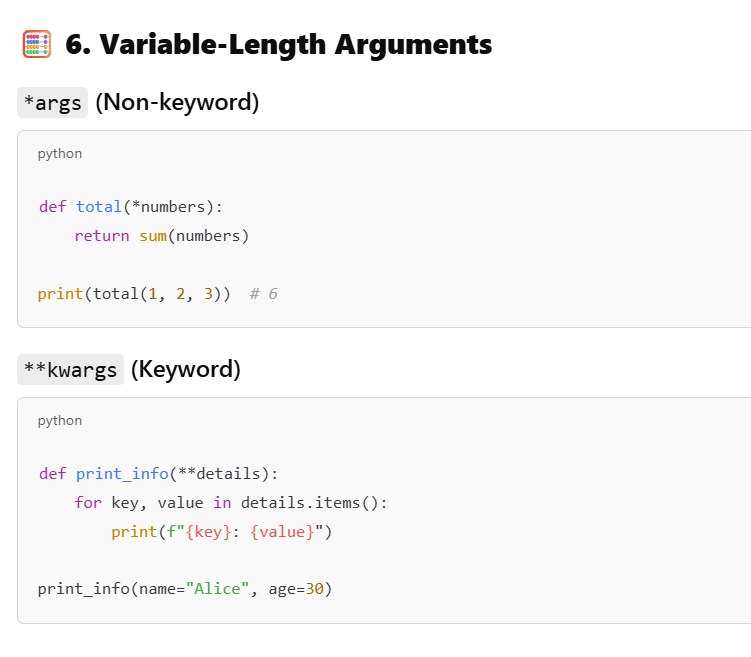 🧮 6. Variable-Length Arguments
*args (Non-keyword)
python
def total(*numbers):
    return sum(numbers)
print(total(1, 2, 3))  # 6
**kwargs (Keyword)
python
def print_info(**details):
    for key, value in details.items():
        print(f"{key}: {value}")
print_info(name="Alice", age=30)